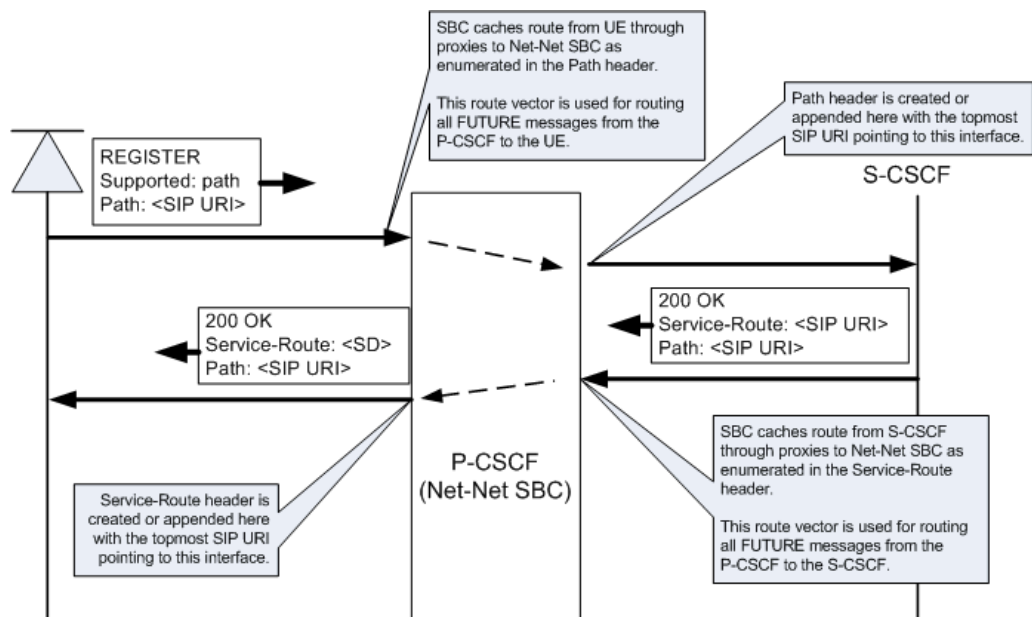 SBC caches route from UE through
proxies to Net-Net SBC as
enumerated in the Path header.
This route vector is used for routing
all FUTURE messages from the
P-CSCF to the UE.
Path header is created or
appended here with the topmost
SIP URI pointing to this interface.
REGISTER
Supported: path
Path: <SIP URI>
S-CSCF
200 OK
Service-Route: <SD>
Path: <SIP URI>
200 OK
Service-Route: <SIP URI>
Path: <SIP URI>
P-CSCF
(Net-Net SBC)
Service-Route header is
created or appended here
with the topmost SIP URI
pointing to this interface.
SBC caches route from S-CSCF
through proxies to Net-Net SBC as
enumerated in the Service-Route
header.
This route vector is used for routing
all FUTURE messages from the
P-CSCF to the S-CSCF.